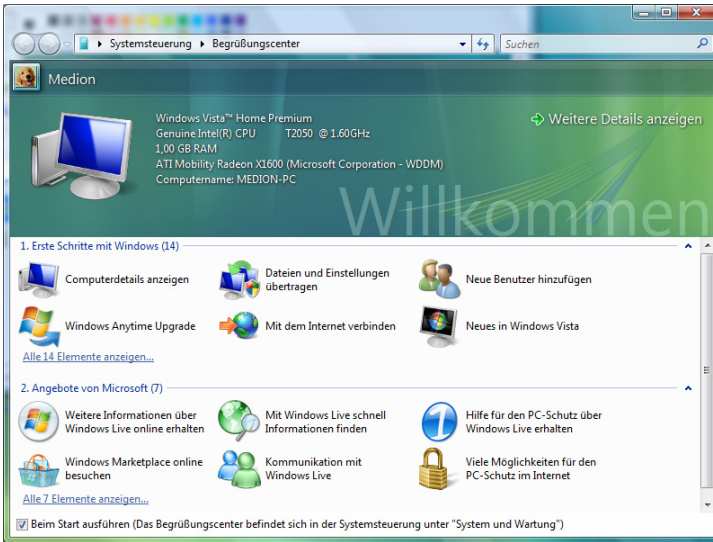 Systemsteuerung
Begrüßungscenter
Suchen
Medion
Windows Vista™ Home Premium
Genuine Intel(R) CPU T2050 @ 1.60GHz
1,00 GB RAM
ATI Mobility Radeon X1600 (Microsoft Corporation - WDDM)
Computername: MEDION-PC
Weitere Details anzeigen
Willkommen
1. Erste Schritte mit Windows (14)
Computerdetails anzeigen
Dateien und Einstellungen
übertragen
Neue Benutzer hinzufügen
Windows Anytime Upgrade
Mit dem Internet verbinden
Neues in Windows Vista
Alle 14 Elemente anzeigen...
2. Angebote von Microsoft (7)
Weitere Informationen über
Windows Live online erhalten
Mit Windows Live schnell
Informationen finden
Hilfe für den PC-Schutz über
Windows Live erhalten
Windows Marketplace online
besuchen
Kommunikation mit
Windows Live
Viele Möglichkeiten für den
PC-Schutz im Internet
Alle 7 Elemente anzeigen...
Beim Start ausführen (Das Begrüßungscenter befindet sich in der Systemsteuerung unter "System und Wartung")